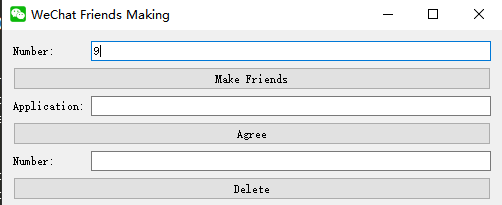 WeChat Friends Making
Number: 9
Make Friends
Application:
Agree
Number:
Delete